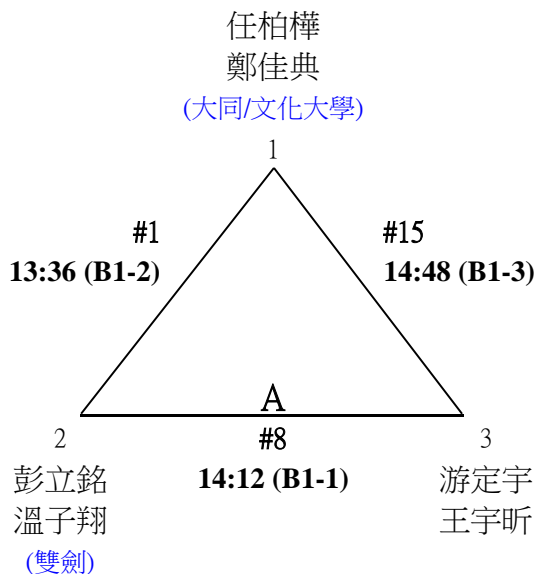 任柏樺
鄭佳典
(大同/文化大學)
1
#1
#15
13:36 (B1-2)
14:48 (B1-3)
A
2
#8
3
彭立銘
14:12 (B1-1)
游定宇
溫子翔
王宇昕
(雙劍)